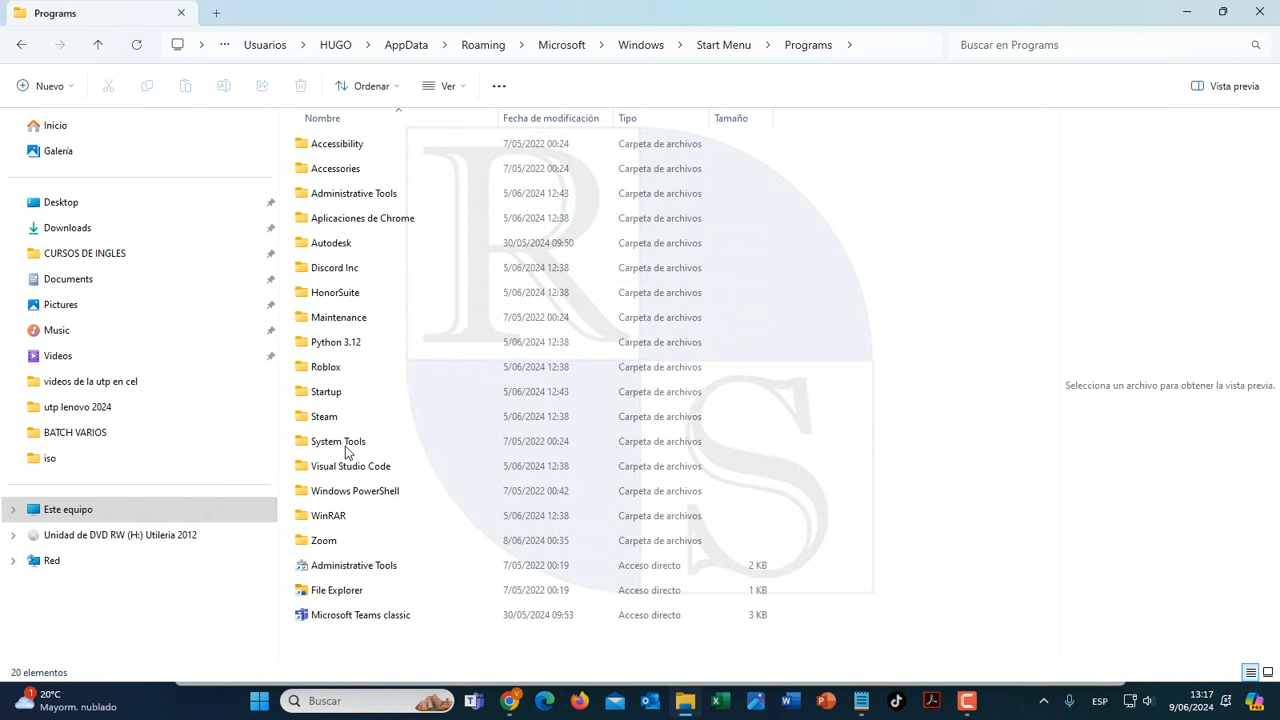 Programs
Usuarios > HUGO > AppData > Roaming > Microsoft > Windows > Start Menu > Programs >
Buscar en Programs
Nuevo
Ordenar
Ver
Vista previa
Inicio
Galería
Desktop
Downloads
CURSOS DE INGLES
Documents
Pictures
Music
Videos
videos de la utp en cel
utp lenovo 2024
BATCH VARIOS
iso
Este equipo
Unidad de DVD RW (H:) Utileria 2012
Red
Nombre Fecha de modificación Tipo Tamaño
Accessibility 7/05/2022 00:24 Carpeta de archivos
Accessories 7/05/2022 00:24 Carpeta de archivos
Administrative Tools 5/06/2024 12:43 Carpeta de archivos
Aplicaciones de Chrome 5/06/2024 12:38 Carpeta de archivos
Autodesk 30/05/2024 09:50 Carpeta de archivos
Discord Inc 5/06/2024 12:38 Carpeta de archivos
HonorSuite 5/06/2024 12:38 Carpeta de archivos
Maintenance 7/05/2022 00:24 Carpeta de archivos
Python 3.12 5/06/2024 12:38 Carpeta de archivos
Roblox 5/06/2024 12:38 Carpeta de archivos
Startup 5/06/2024 12:43 Carpeta de archivos
Steam 5/06/2024 12:38 Carpeta de archivos
System Tools 7/05/2022 00:24 Carpeta de archivos
Visual Studio Code 5/06/2024 12:38 Carpeta de archivos
Windows PowerShell 7/05/2022 00:42 Carpeta de archivos
WinRAR 5/06/2024 12:38 Carpeta de archivos
Zoom 8/06/2024 00:35 Carpeta de archivos
Administrative Tools 7/05/2022 00:19 Acceso directo 2 KB
File Explorer 7/05/2022 00:19 Acceso directo 1 KB
Microsoft Teams classic 30/05/2024 09:53 Acceso directo 3 KB
R
S
Selecciona un archivo para obtener la vista previa.
20 elementos
1
20°C
Mayorm. nublado
Buscar
ESP
13:17
9/06/2024